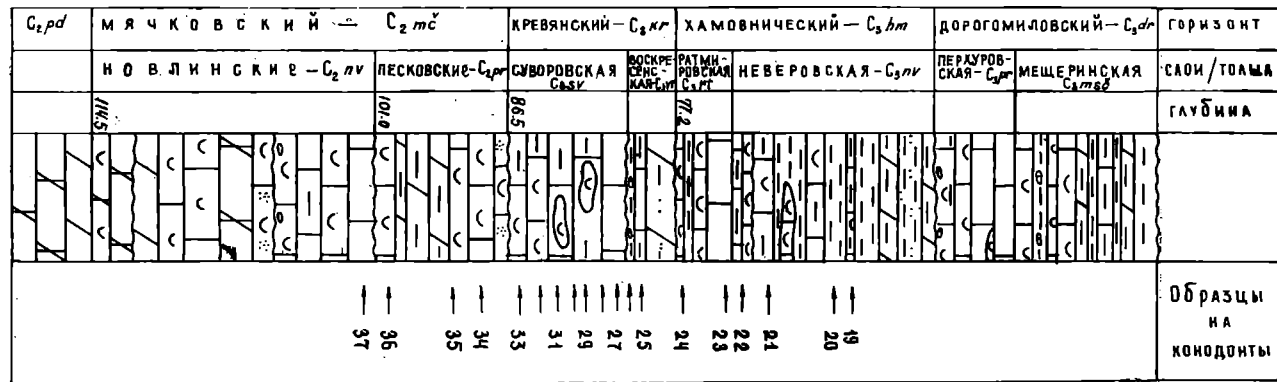 C₂pd МЯЧКОВСКИЙ — C₂mč КРЕВЯНСКИЙ — C₃kr ХАМОВНИЧЕСКИЙ — C₃hm ДОРОГОМИЛОВСКИЙ — C₃dr ГОРИЗОНТ
НОВЛИНСКИЕ — C₂nv ПЕСКОВСКИЕ — C₂pr СУВОРОВСКАЯ C₃sv ВОСКРЕСЕНСКАЯ РАТМИРОВСКАЯ C₃rt НЕВЕРОВСКАЯ — C₃nv ПЕРХУРОВСКАЯ — C₃pr МЕЩЕРИНСКАЯ СЛОИ/ТОЛЩА
114.5 101.0 86.5 77.2 ГЛУБИНА
37 36 35 34 33 31 29 27 25 24 23 22 21 20 19 Образцы
на
конодонты